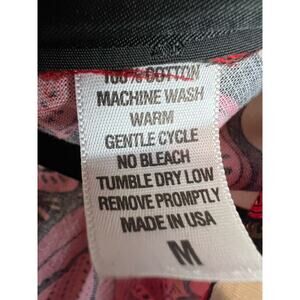 100% COTTON
MACHINE WASH
WARM
GENTLE CYCLE
NO BLEACH
TUMBLE DRY LOW
REMOVE PROMPTLY
MADE IN USA
M